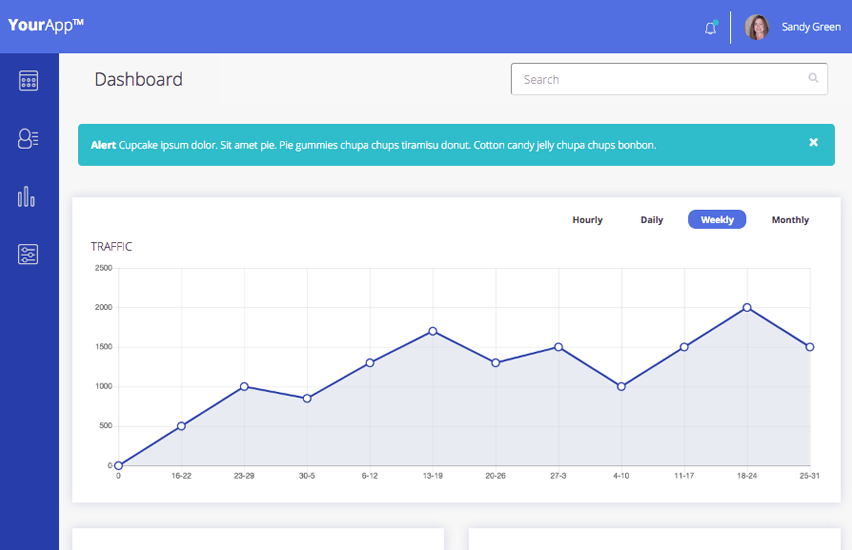 YourApp™
Sandy Green
Dashboard
Search
Alert Cupcake ipsum dolor. Sit amet pie. Pie gummies chupa chups tiramisu donut. Cotton candy jelly chupa chups bonbon.
Hourly Daily Weekly Monthly
TRAFFIC
2500
2000
1500
1000
500
0
0 16-22 23-29 30-5 6-12 13-19 20-26 27-3 4-10 11-17 18-24 25-31